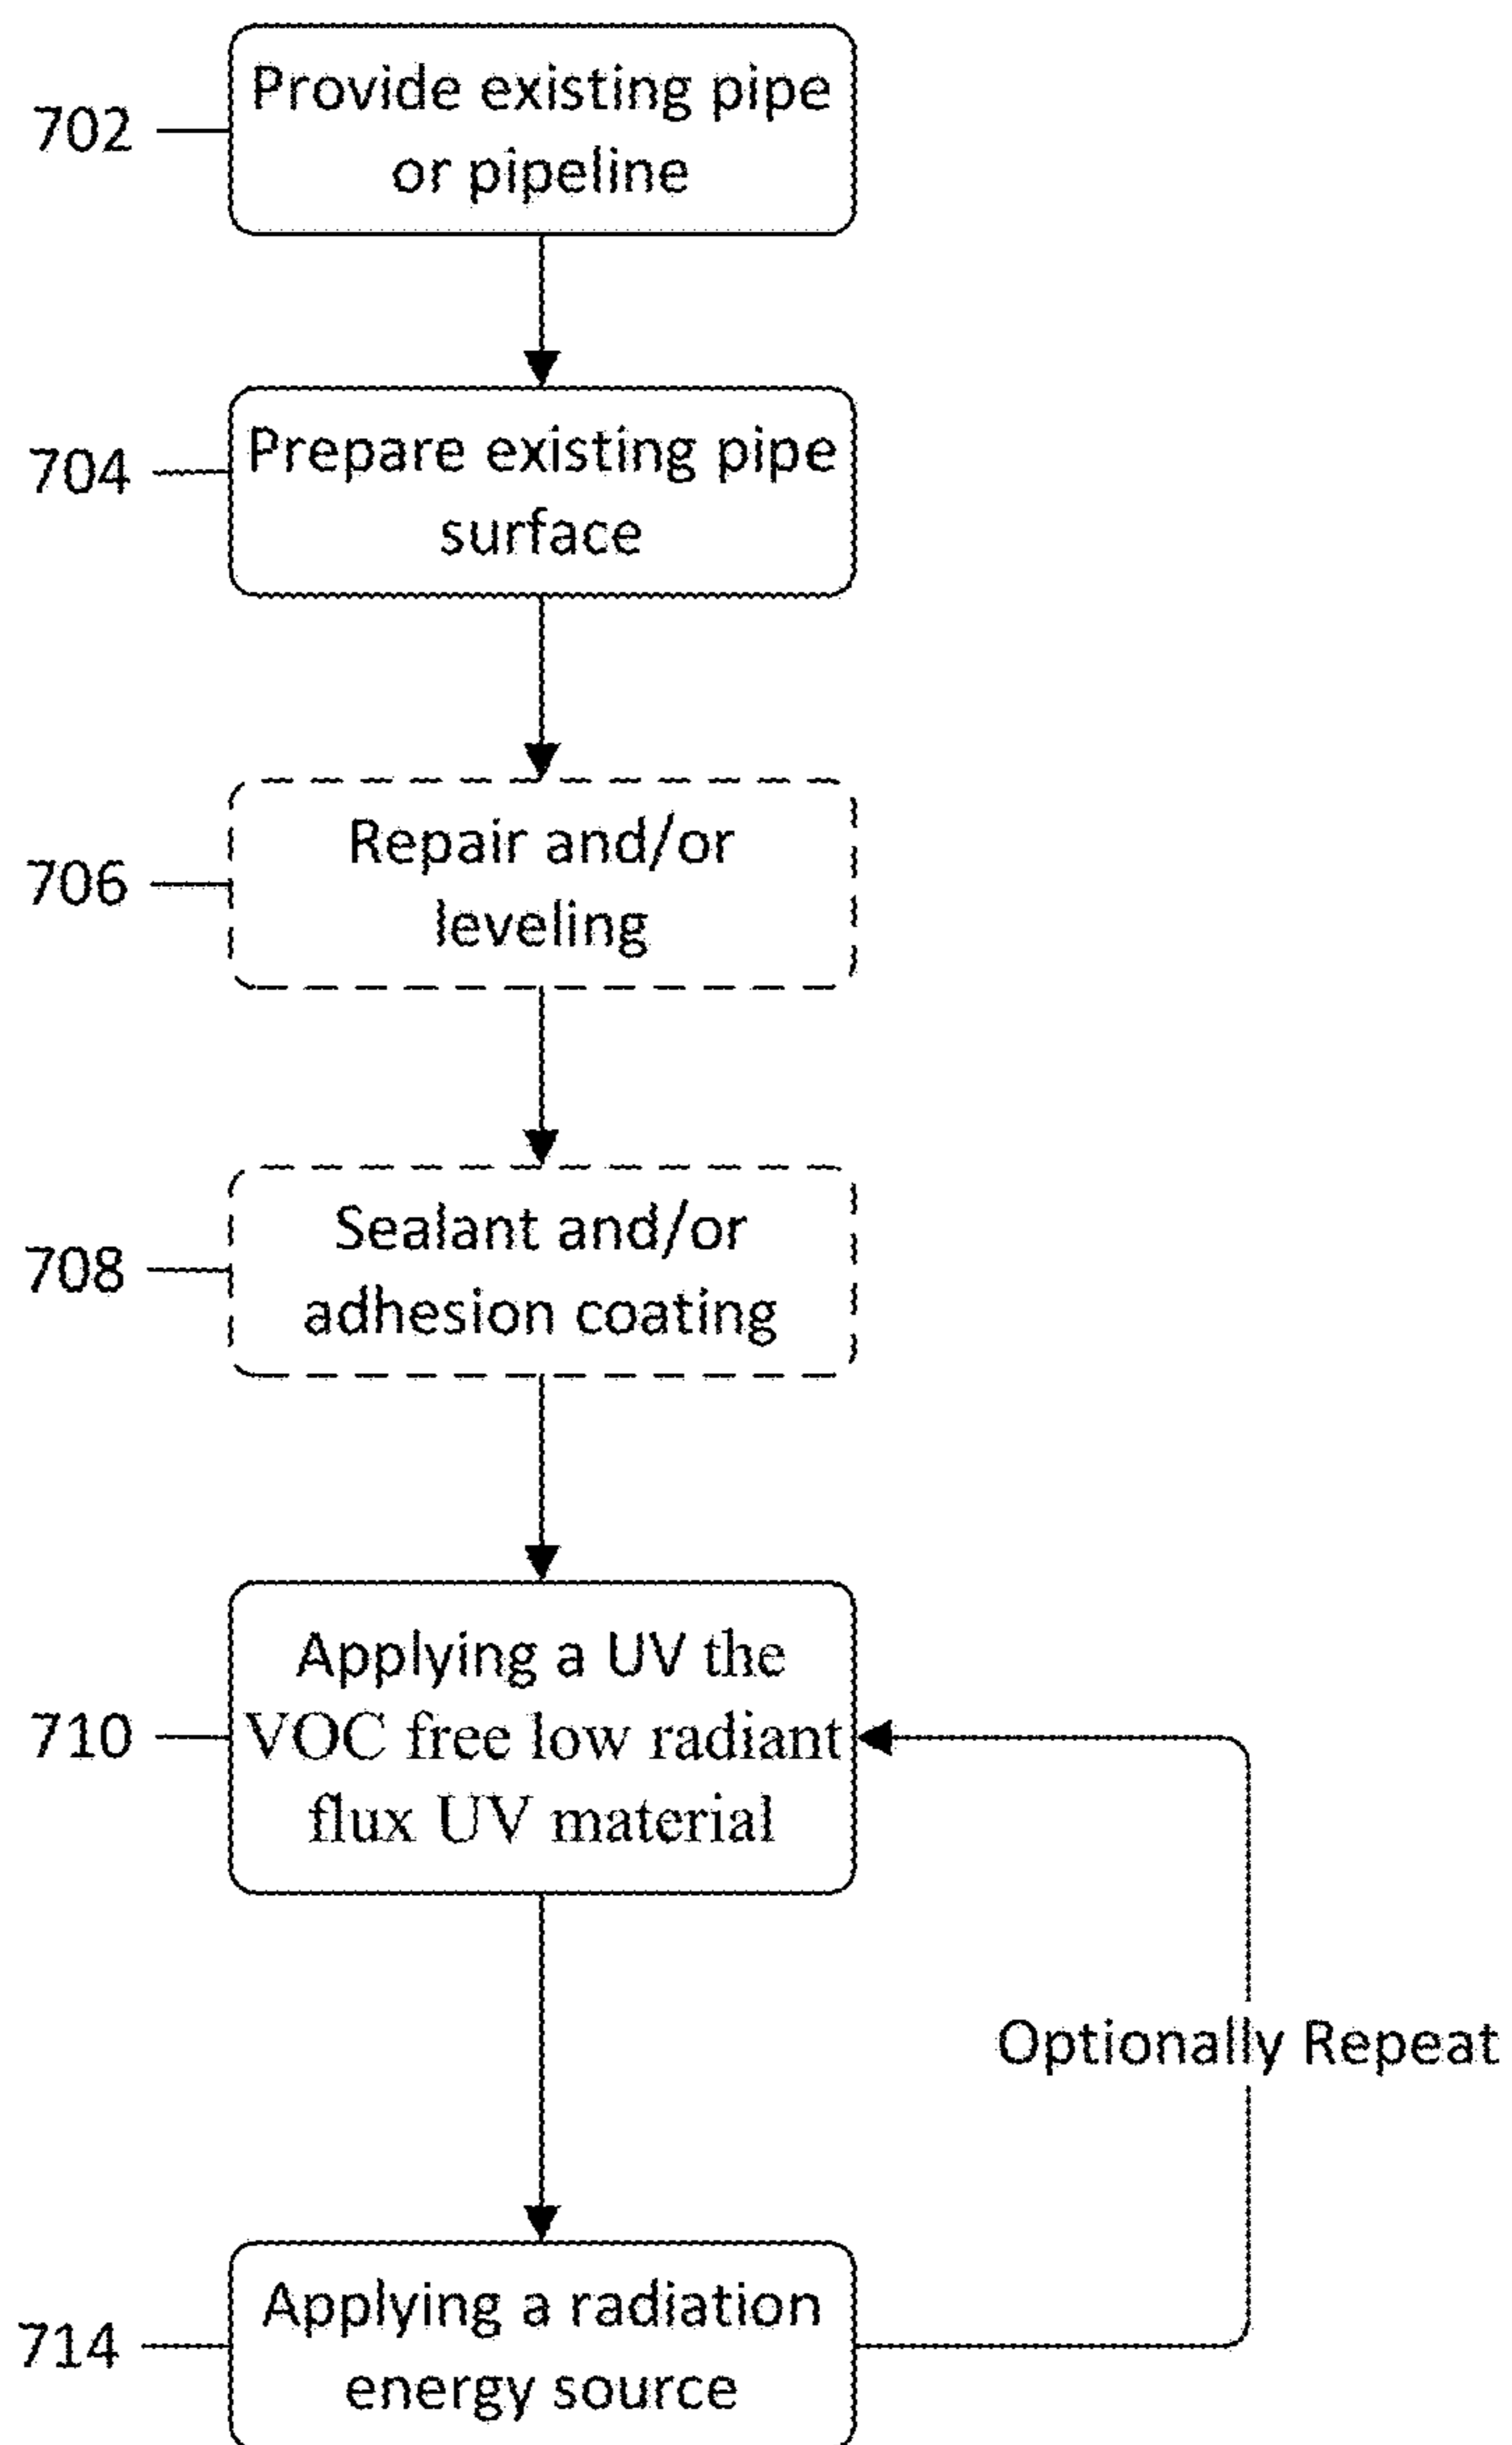 702
Provide existing pipe
or pipeline
704
Prepare existing pipe
surface
706
Repair and/or
leveling
708
Sealant and/or
adhesion coating
710
Applying a UV the
VOC free low radiant
flux UV material
Optionally Repeat
714
Applying a radiation
energy source